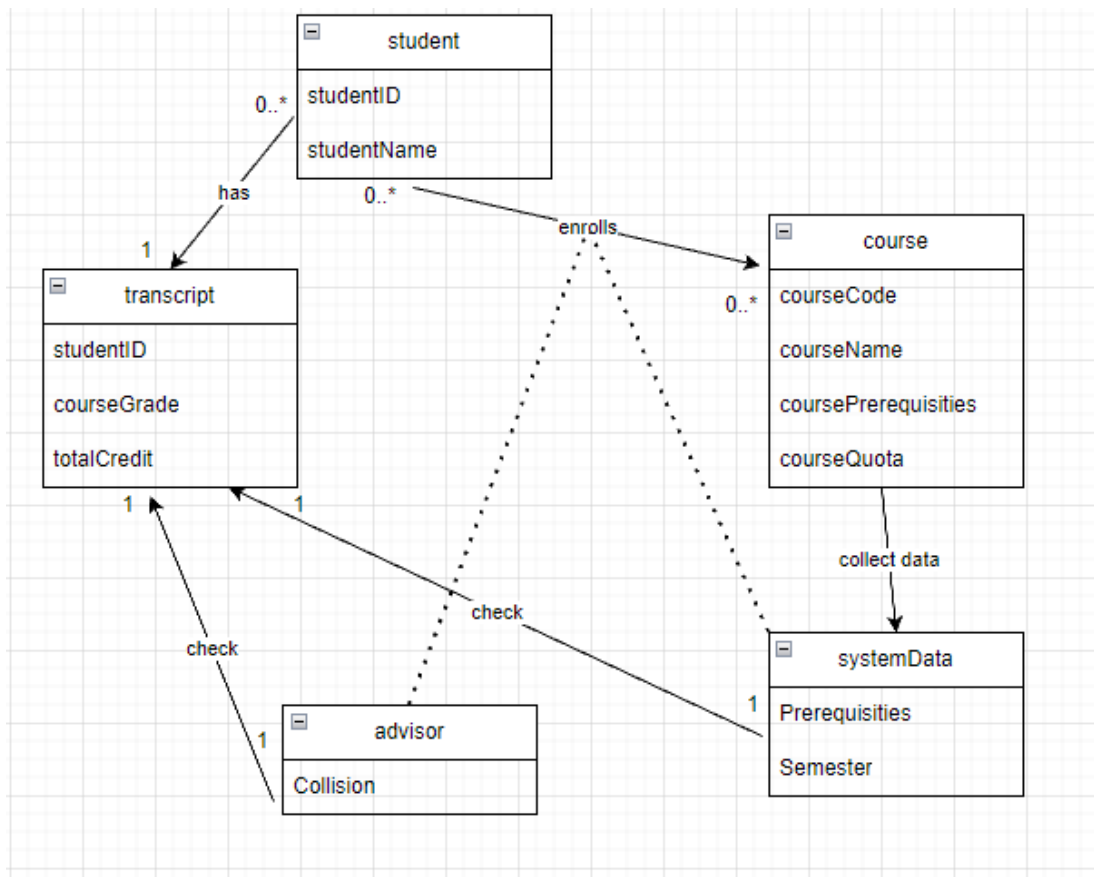 student
studentID
0..*
studentName
has
0..*
enrolls
course
1
transcript
courseCode
0..*
studentID
courseName
courseGrade
coursePrerequisities
totalCredit
courseQuota
1
1
collect data
check
check
systemData
1
Prerequisities
advisor
1
Semester
Collision